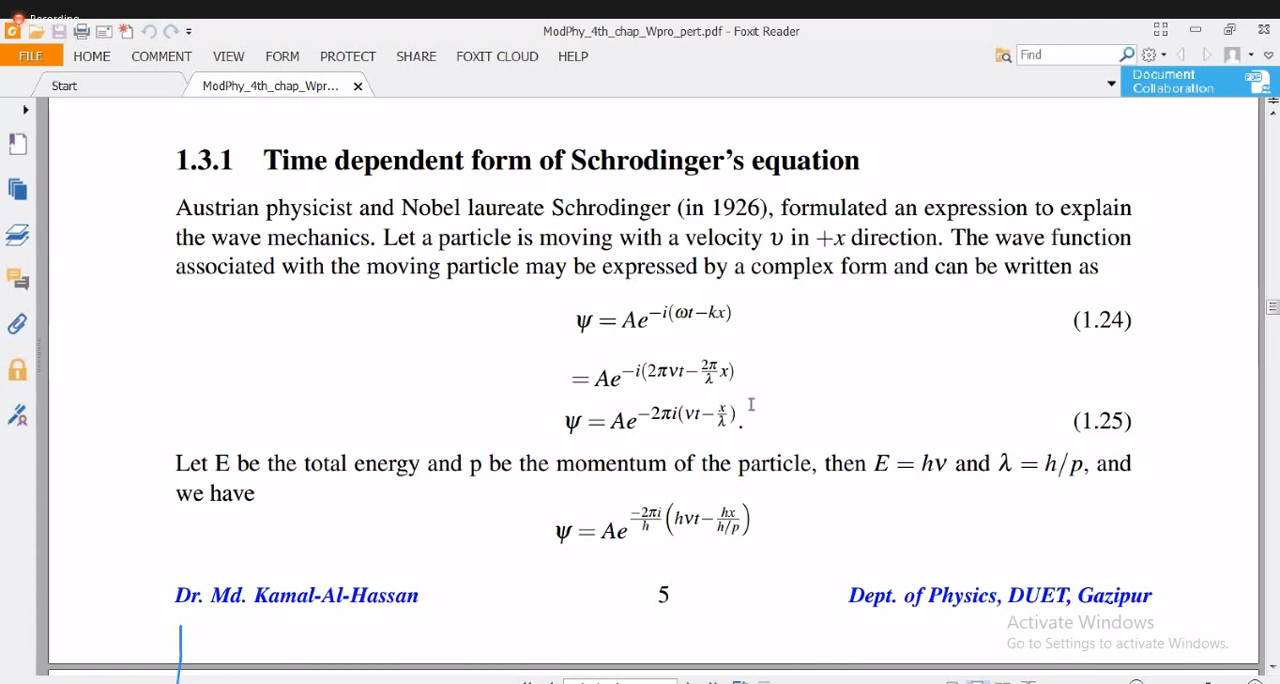 Recording
ModPhy_4th_chap_Wpro_pert.pdf - Foxit Reader
FILE HOME COMMENT VIEW FORM PROTECT SHARE FOXIT CLOUD HELP Find
Start ModPhy_4th_chap_Wpr... Document
Collaboration
1.3.1 Time dependent form of Schrodinger's equation
Austrian physicist and Nobel laureate Schrodinger (in 1926), formulated an expression to explain
the wave mechanics. Let a particle is moving with a velocity υ in +x direction. The wave function
associated with the moving particle may be expressed by a complex form and can be written as
ψ = Ae^{−i(ωt−kx)} (1.24)
= Ae^{−i(2πνt−\frac{2π}{λ}x)}
ψ = Ae^{−2πi(νt−\frac{x}{λ})}. (1.25)
Let E be the total energy and p be the momentum of the particle, then E = hν and λ = h/p, and
we have
ψ = Ae^{\frac{−2πi}{h}(hνt−\frac{hx}{h/p})}
Dr. Md. Kamal-Al-Hassan 5 Dept. of Physics, DUET, Gazipur
Activate Windows
Go to Settings to activate Windows.